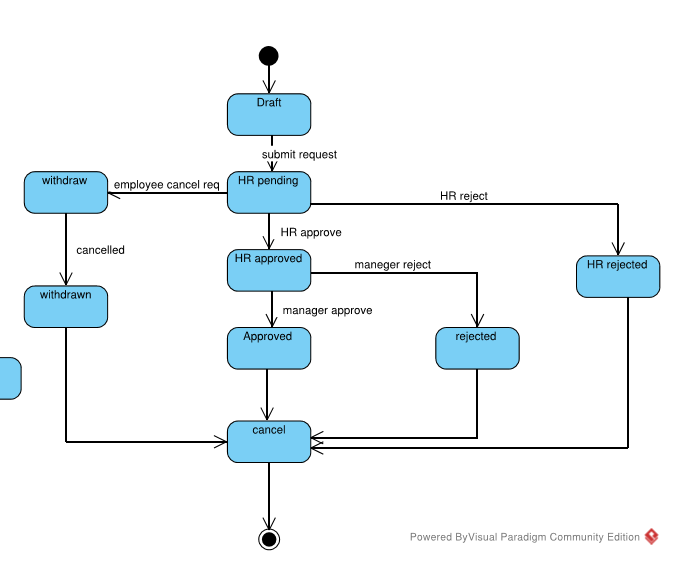 Draft
submit request
withdraw
employee cancel req
HR pending
HR reject
HR approve
cancelled
HR approved
maneger reject
HR rejected
withdrawn
manager approve
Approved
rejected
cancel
Powered ByVisual Paradigm Community Edition